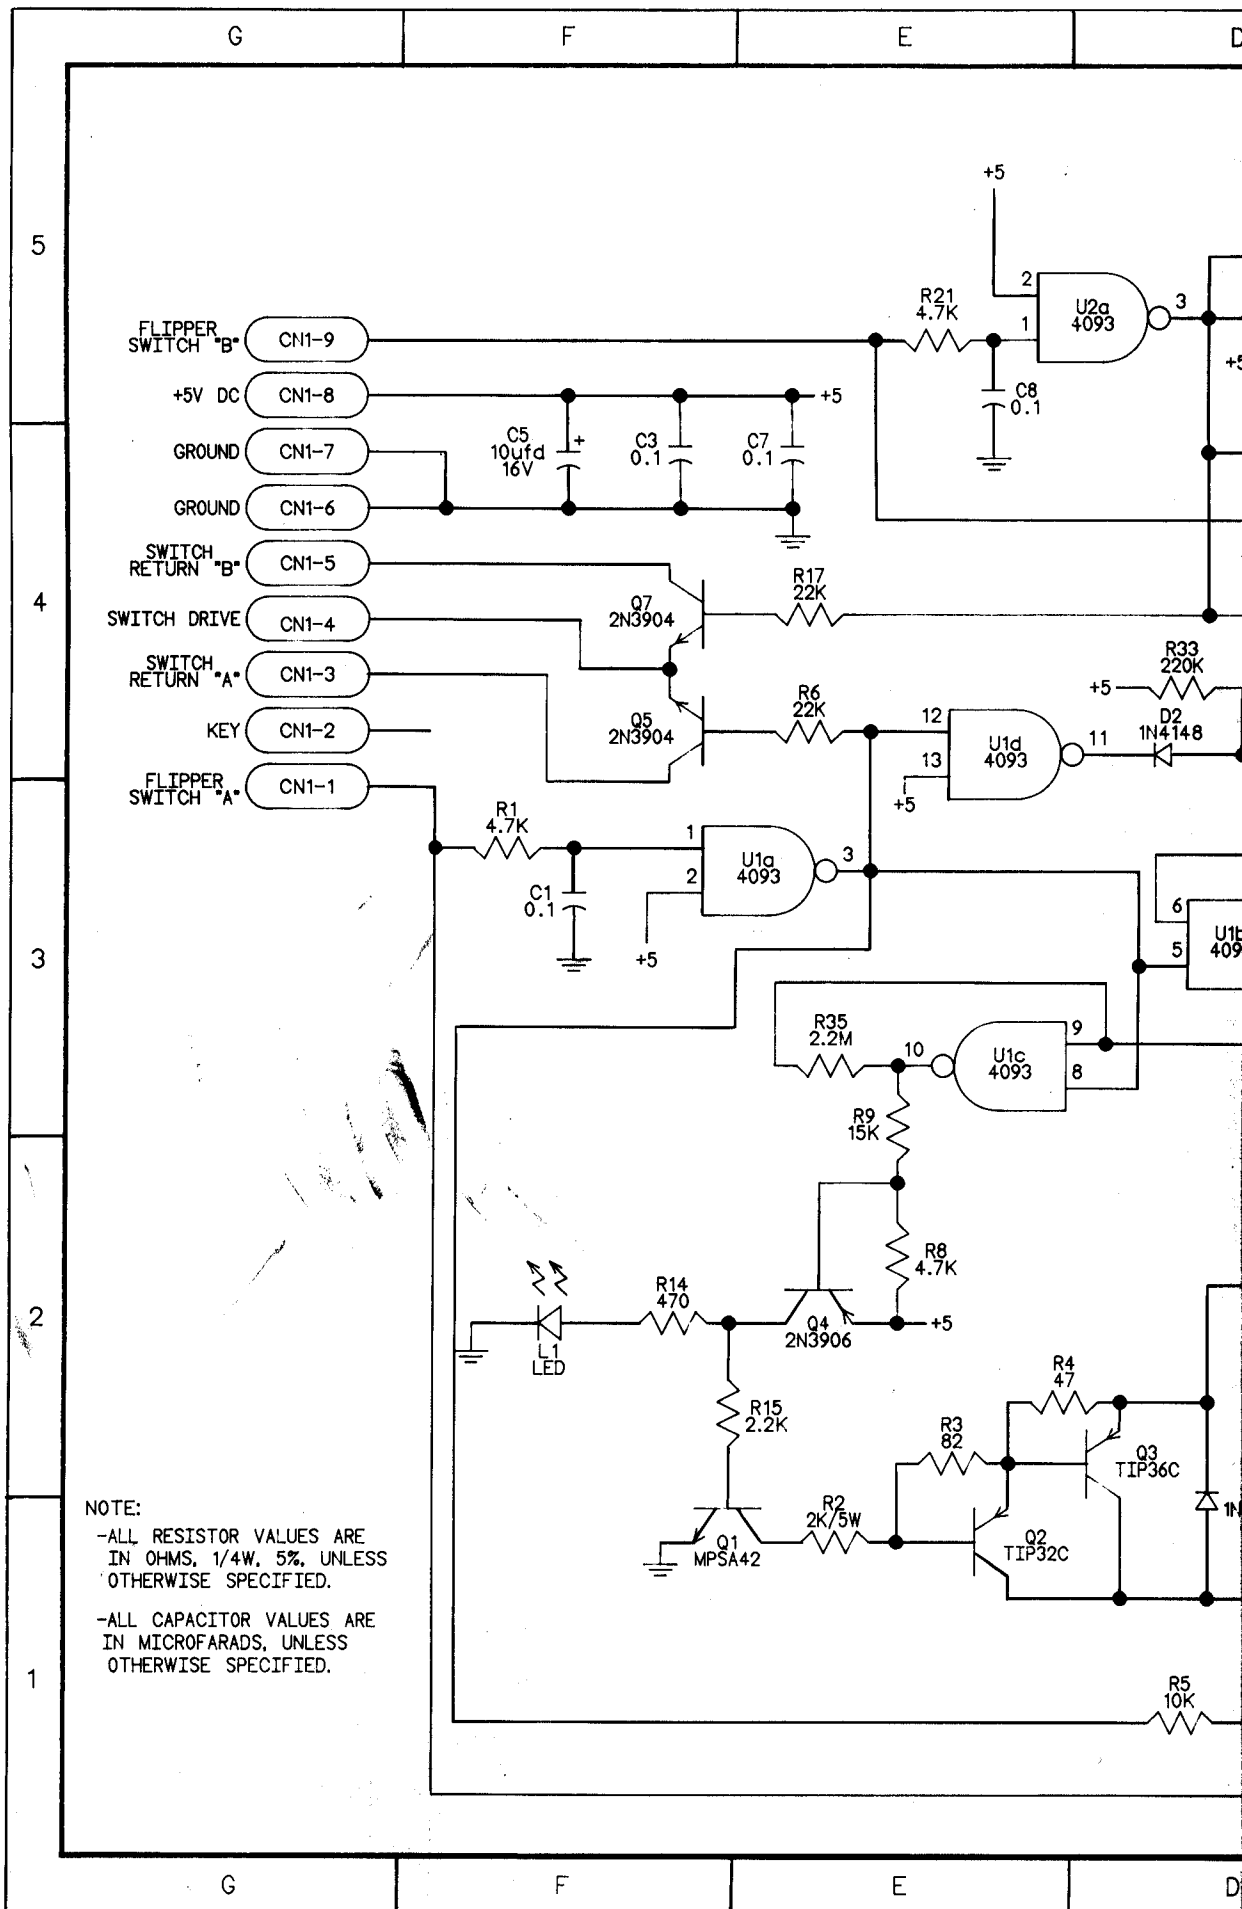 G F E D
5
+5
2
1
U2a
4093
3
R21
4.7K
+5
FLIPPER
SWITCH "B"
CN1-9
+5V DC
CN1-8
+5
C8
0.1
GROUND
CN1-7
C5
10ufd
16V
+
C3
0.1
C7
0.1
GROUND
CN1-6
SWITCH
RETURN "B"
CN1-5
4
SWITCH DRIVE
CN1-4
Q7
2N3904
R17
22K
SWITCH
RETURN "A"
CN1-3
R33
220K
+5
KEY
CN1-2
Q5
2N3904
R6
22K
12
13
+5
U1d
4093
11
D2
1N4148
FLIPPER
SWITCH "A"
CN1-1
R1
4.7K
C1
0.1
1
2
+5
U1a
4093
3
6
5
U1b
409
3
R35
2.2M
10
U1c
4093
9
8
R9
15K
R8
4.7K
2
L1
LED
R14
470
Q4
2N3906
+5
R15
2.2K
R4
47
R3
82
Q3
TIP36C
1N
Q1
MPSA42
R2
2K/5W
Q2
TIP32C
NOTE:
-ALL RESISTOR VALUES ARE
IN OHMS, 1/4W, 5%, UNLESS
OTHERWISE SPECIFIED.
-ALL CAPACITOR VALUES ARE
IN MICROFARADS, UNLESS
OTHERWISE SPECIFIED.
1
R5
10K
G F E D